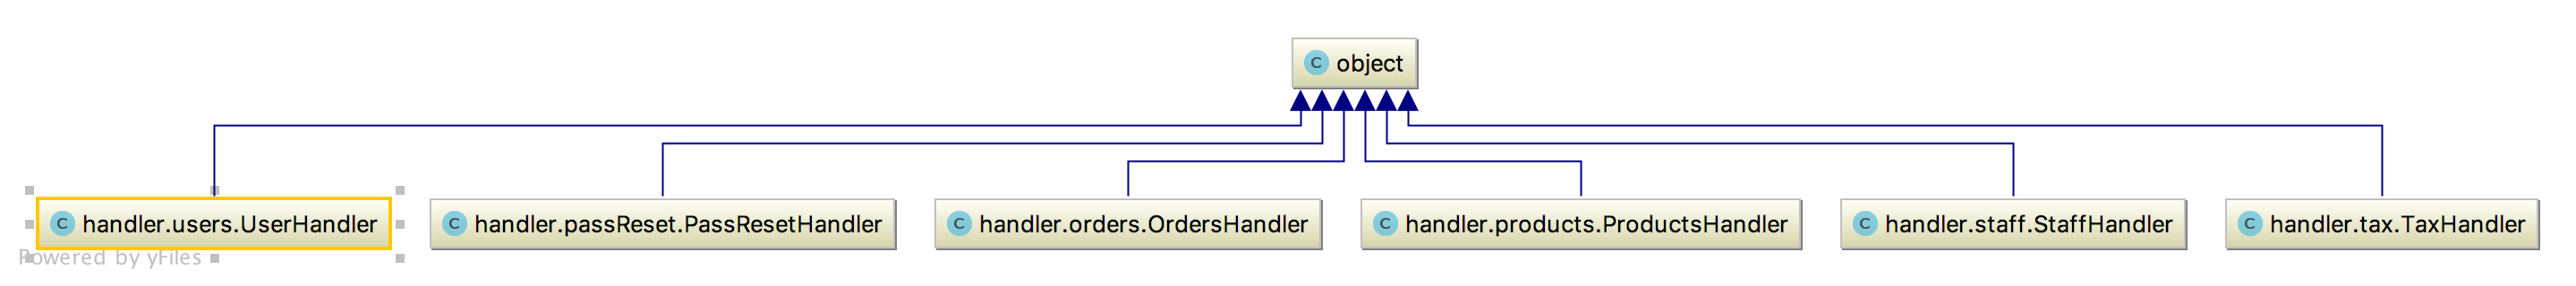 C object
C handler.users.UserHandler
C handler.passReset.PassResetHandler
C handler.orders.OrdersHandler
C handler.products.ProductsHandler
C handler.staff.StaffHandler
C handler.tax.TaxHandler
Powered by yFiles